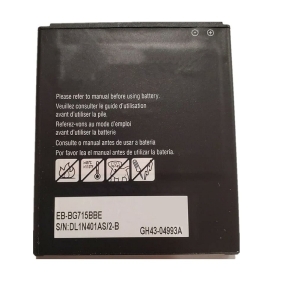 Please refer to manual before using battery.
Veuillez consulter le guide d'utilisation
avant d'utiliser la pile.
Referez-vous au mode d'emploi
avant d'utiliser la batterie
Consulte o manual antes de usar a bateria
Por favor lea el manual antes de utilizar la batería.
EB-BG715BBE
S/N:DL1N401AS/2-B
GH43-04993A